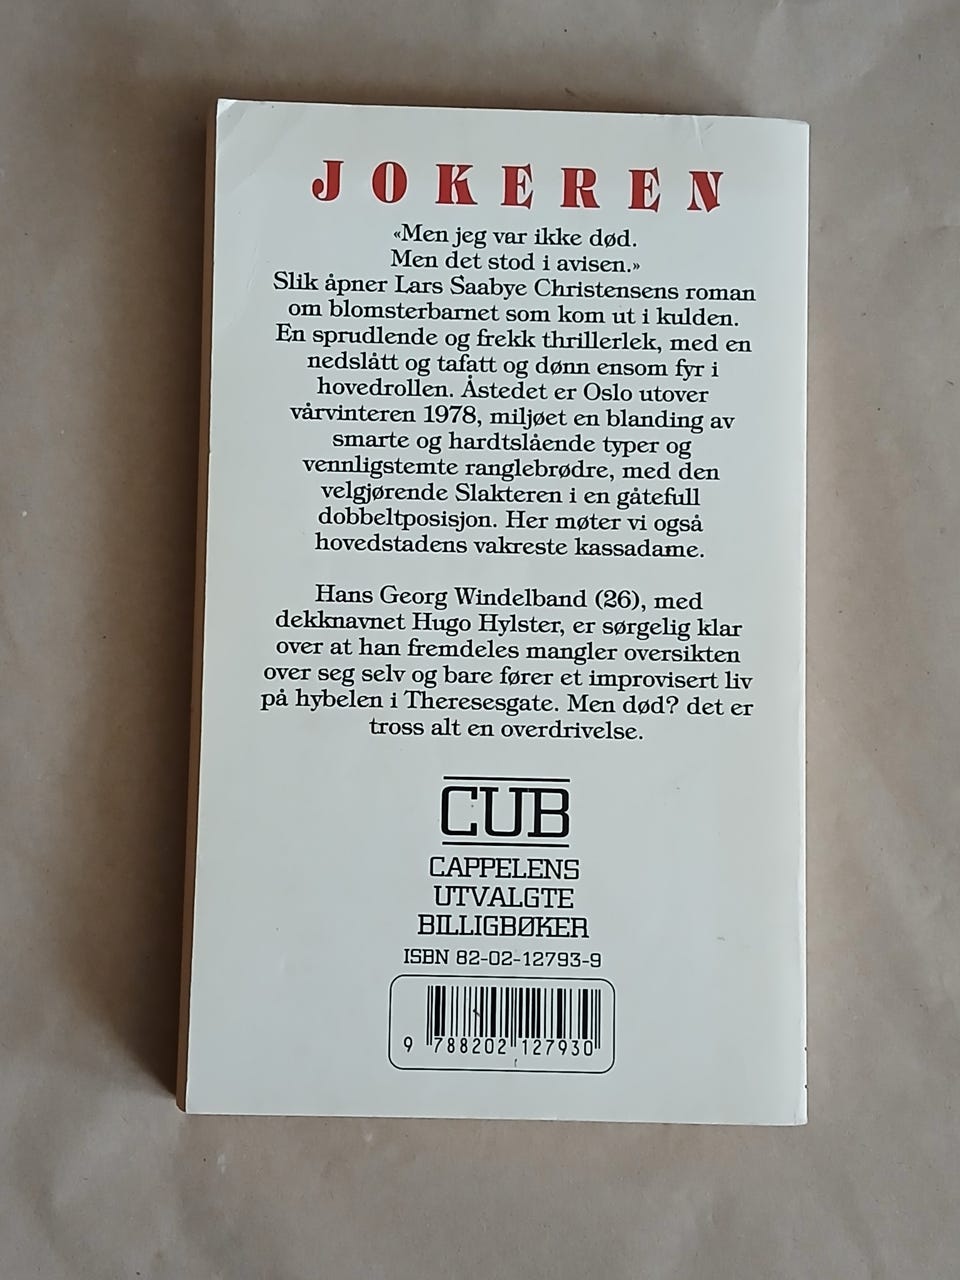 JOKEREN
«Men jeg var ikke død.
Men det stod i avisen.»
Slik åpner Lars Saabye Christensens roman
om blomsterbarnet som kom ut i kulden.
En sprudlende og frekk thrillerlek, med en
nedslått og tafatt og dønn ensom fyr i
hovedrollen. Åstedet er Oslo utover
vårvinteren 1978, miljøet en blanding av
smarte og hardtslående typer og
vennligstemte ranglebrødre, med den
velgjørende Slakteren i en gåtefull
dobbeltposisjon. Her møter vi også
hovedstadens vakreste kassadame.
Hans Georg Windelband (26), med
dekknavnet Hugo Hylster, er sørgelig klar
over at han fremdeles mangler oversikten
over seg selv og bare fører et improvisert liv
på hybelen i Theresesgate. Men død? det er
tross alt en overdrivelse.
CUB
CAPPELENS
UTVALGTE
BILLIGBØKER
ISBN 82-02-12793-9
9 788202 127930